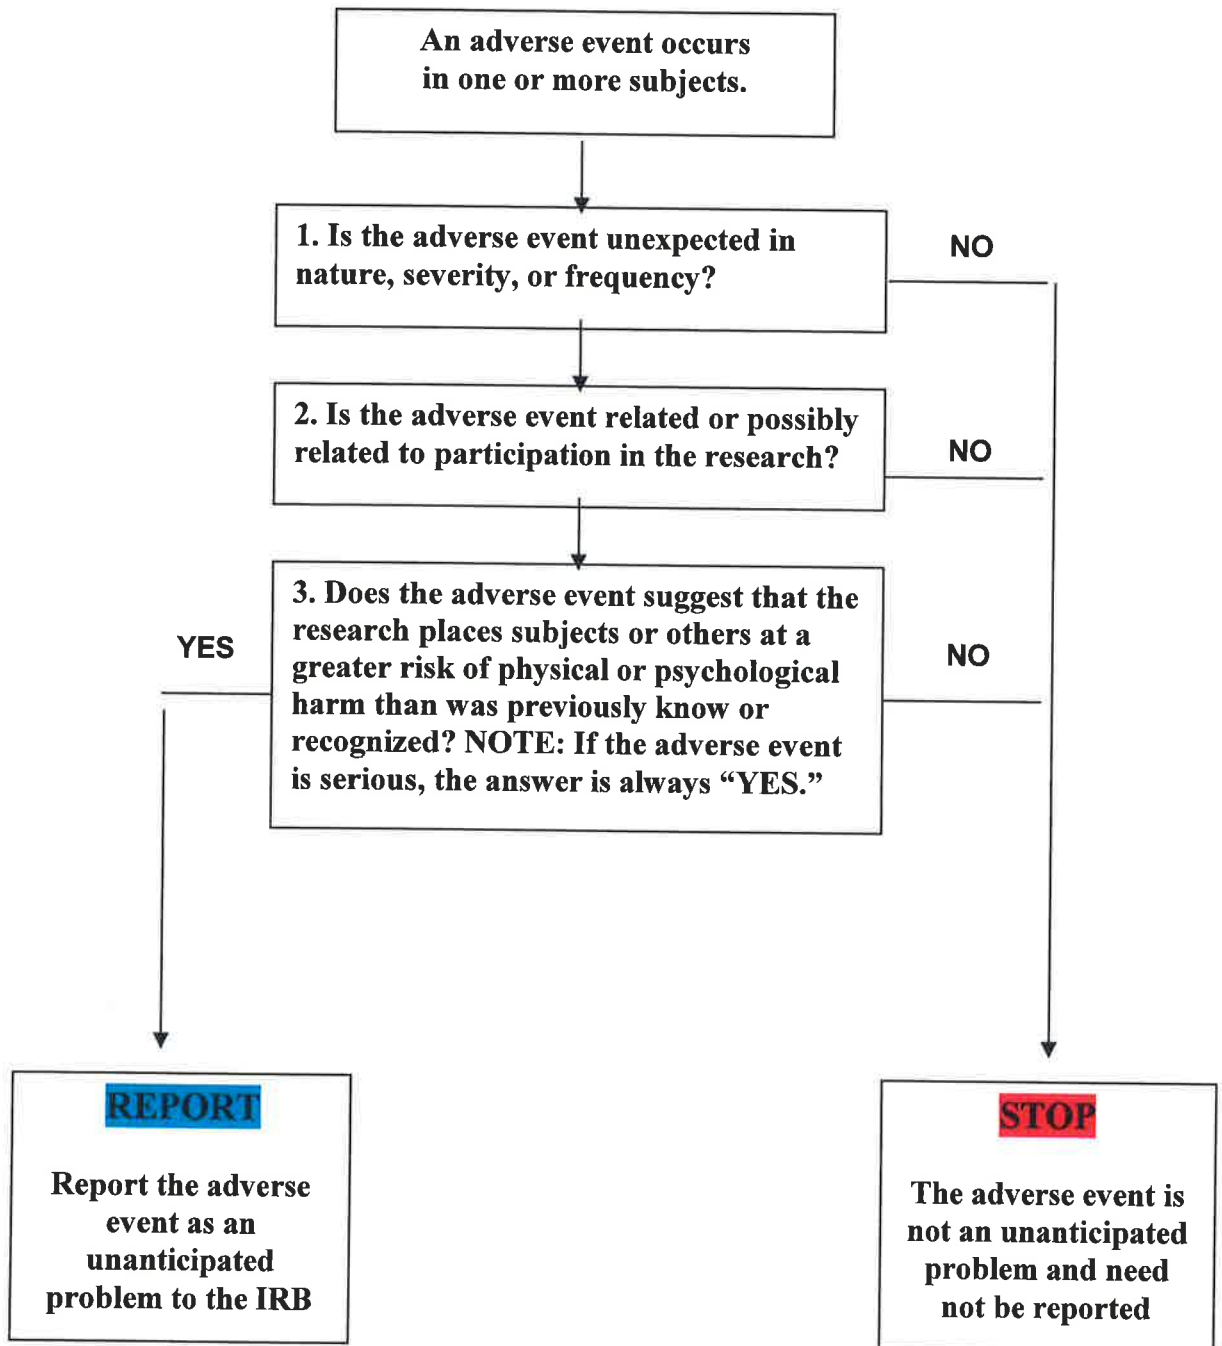 An adverse event occurs
in one or more subjects.
1. Is the adverse event unexpected in
nature, severity, or frequency?
NO
2. Is the adverse event related or possibly
related to participation in the research?
NO
3. Does the adverse event suggest that the
research places subjects or others at a
greater risk of physical or psychological
harm than was previously know or
recognized? NOTE: If the adverse event
is serious, the answer is always “YES.”
YES
NO
REPORT
Report the adverse
event as an
unanticipated
problem to the IRB
STOP
The adverse event is
not an unanticipated
problem and need
not be reported